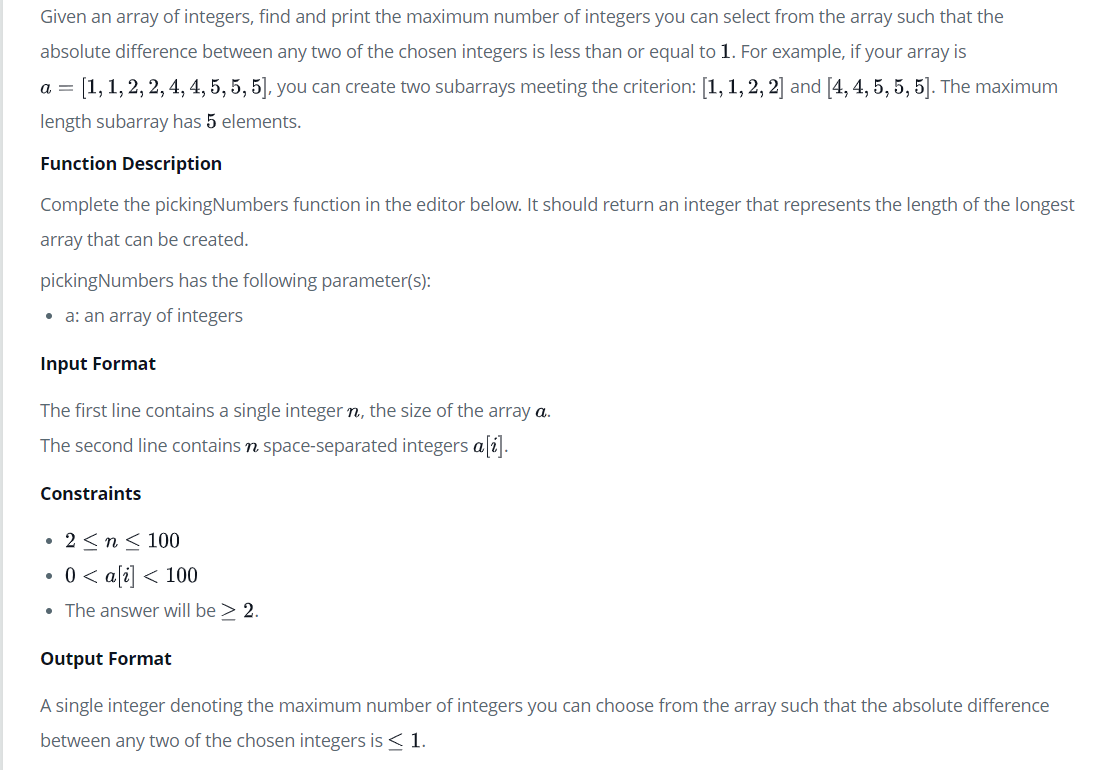 Given an array of integers, find and print the maximum number of integers you can select from the array such that the
absolute difference between any two of the chosen integers is less than or equal to 1. For example, if your array is
a = [1, 1, 2, 2, 4, 4, 5, 5, 5], you can create two subarrays meeting the criterion: [1, 1, 2, 2] and [4, 4, 5, 5, 5]. The maximum
length subarray has 5 elements.
Function Description
Complete the pickingNumbers function in the editor below. It should return an integer that represents the length of the longest
array that can be created.
pickingNumbers has the following parameter(s):
• a: an array of integers
Input Format
The first line contains a single integer n, the size of the array a.
The second line contains n space-separated integers a[i].
Constraints
• 2 ≤ n ≤ 100
• 0 < a[i] < 100
• The answer will be ≥ 2.
Output Format
A single integer denoting the maximum number of integers you can choose from the array such that the absolute difference
between any two of the chosen integers is ≤ 1.